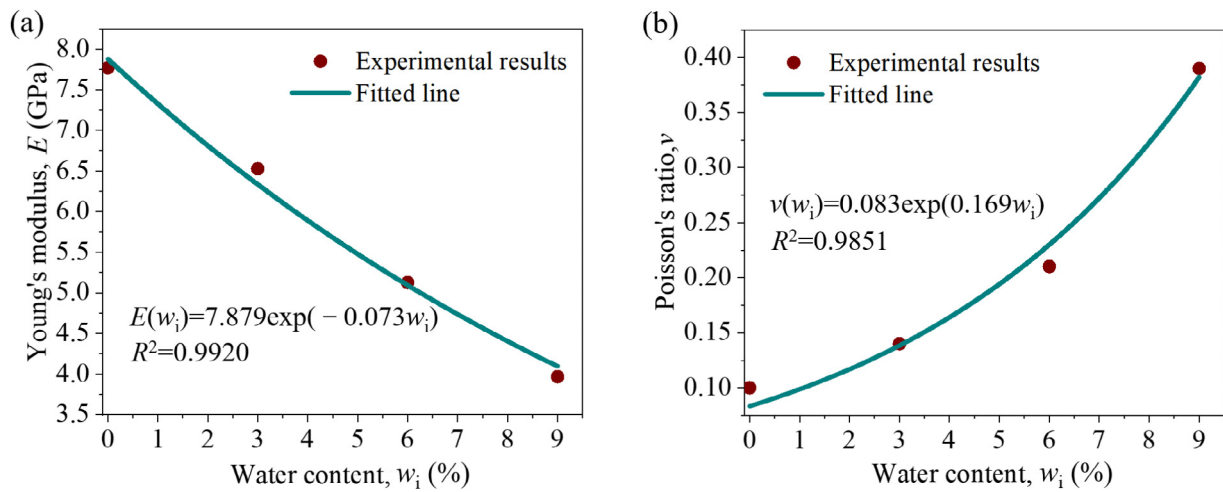 (a)
8.0
7.5
7.0
6.5
6.0
5.5
5.0
4.5
4.0
3.5
Young's modulus, E (GPa)
Experimental results
Fitted line
E(wᵢ)=7.879exp( − 0.073wᵢ)
R²=0.9920
0 1 2 3 4 5 6 7 8 9
Water content, wᵢ (%)
(b)
0.40
0.35
0.30
0.25
0.20
0.15
0.10
Poisson's ratio,v
Experimental results
Fitted line
v(wᵢ)=0.083exp(0.169wᵢ)
R²=0.9851
0 1 2 3 4 5 6 7 8 9
Water content, wᵢ (%)